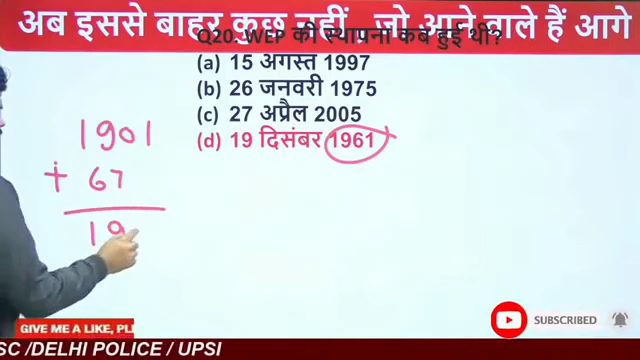 अब इससे बाहर कुछ नहीं , जो आने वाले हैं आगे
Q20. WEP की स्थापना कब हुई थी?
(a) 15 अगस्त 1997
(b) 26 जनवरी 1975
(c) 27 अप्रैल 2005
(d) 19 दिसंबर 1961
1901
+ 67
19
SUBSCRIBED
GIVE ME A LIKE, PL
SC /DELHI POLICE / UPSI